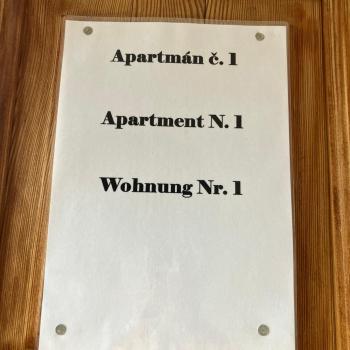 Apartmán č. 1
Apartment N. 1
Wohnung Nr. 1